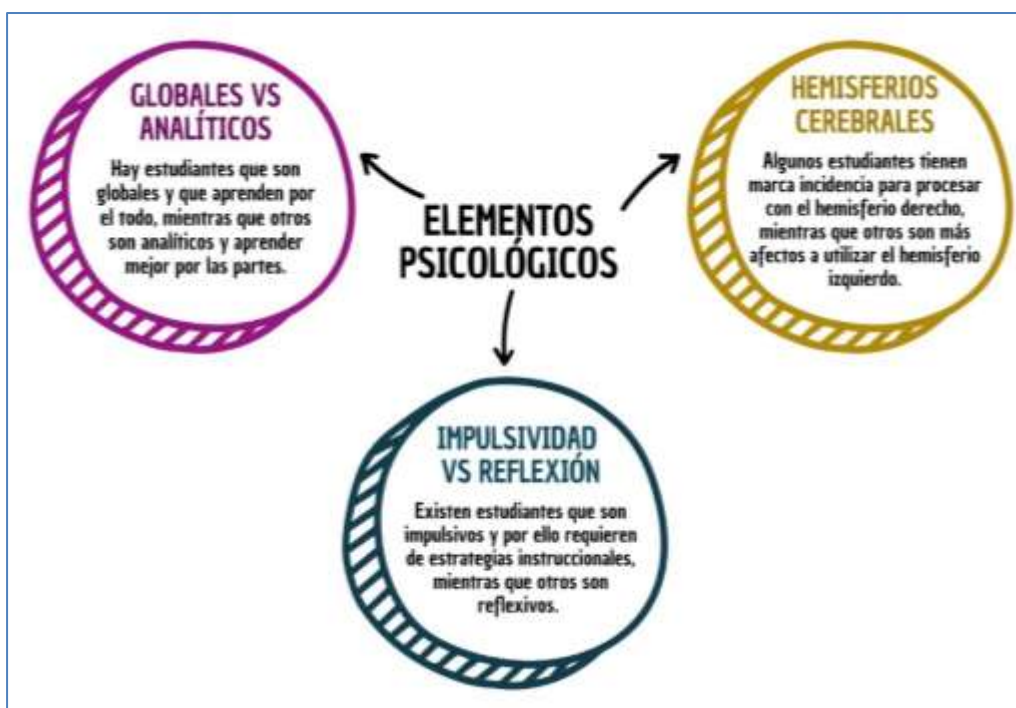 GLOBALES VS
ANALÍTICOS
Hay estudiantes que son
globales y que aprenden por
el todo, mientras que otros
son analíticos y aprender
mejor por las partes.
HEMISFERIOS
CEREBRALES
Algunos estudiantes tienen
marca incidencia para procesar
con el hemisferio derecho,
mientras que otros son más
afectos a utilizar el hemisferio
izquierdo.
ELEMENTOS
PSICOLÓGICOS
IMPULSIVIDAD
VS REFLEXIÓN
Existen estudiantes que son
impulsivos y por ello requieren
de estrategias instruccionales,
mientras que otros son
reflexivos.